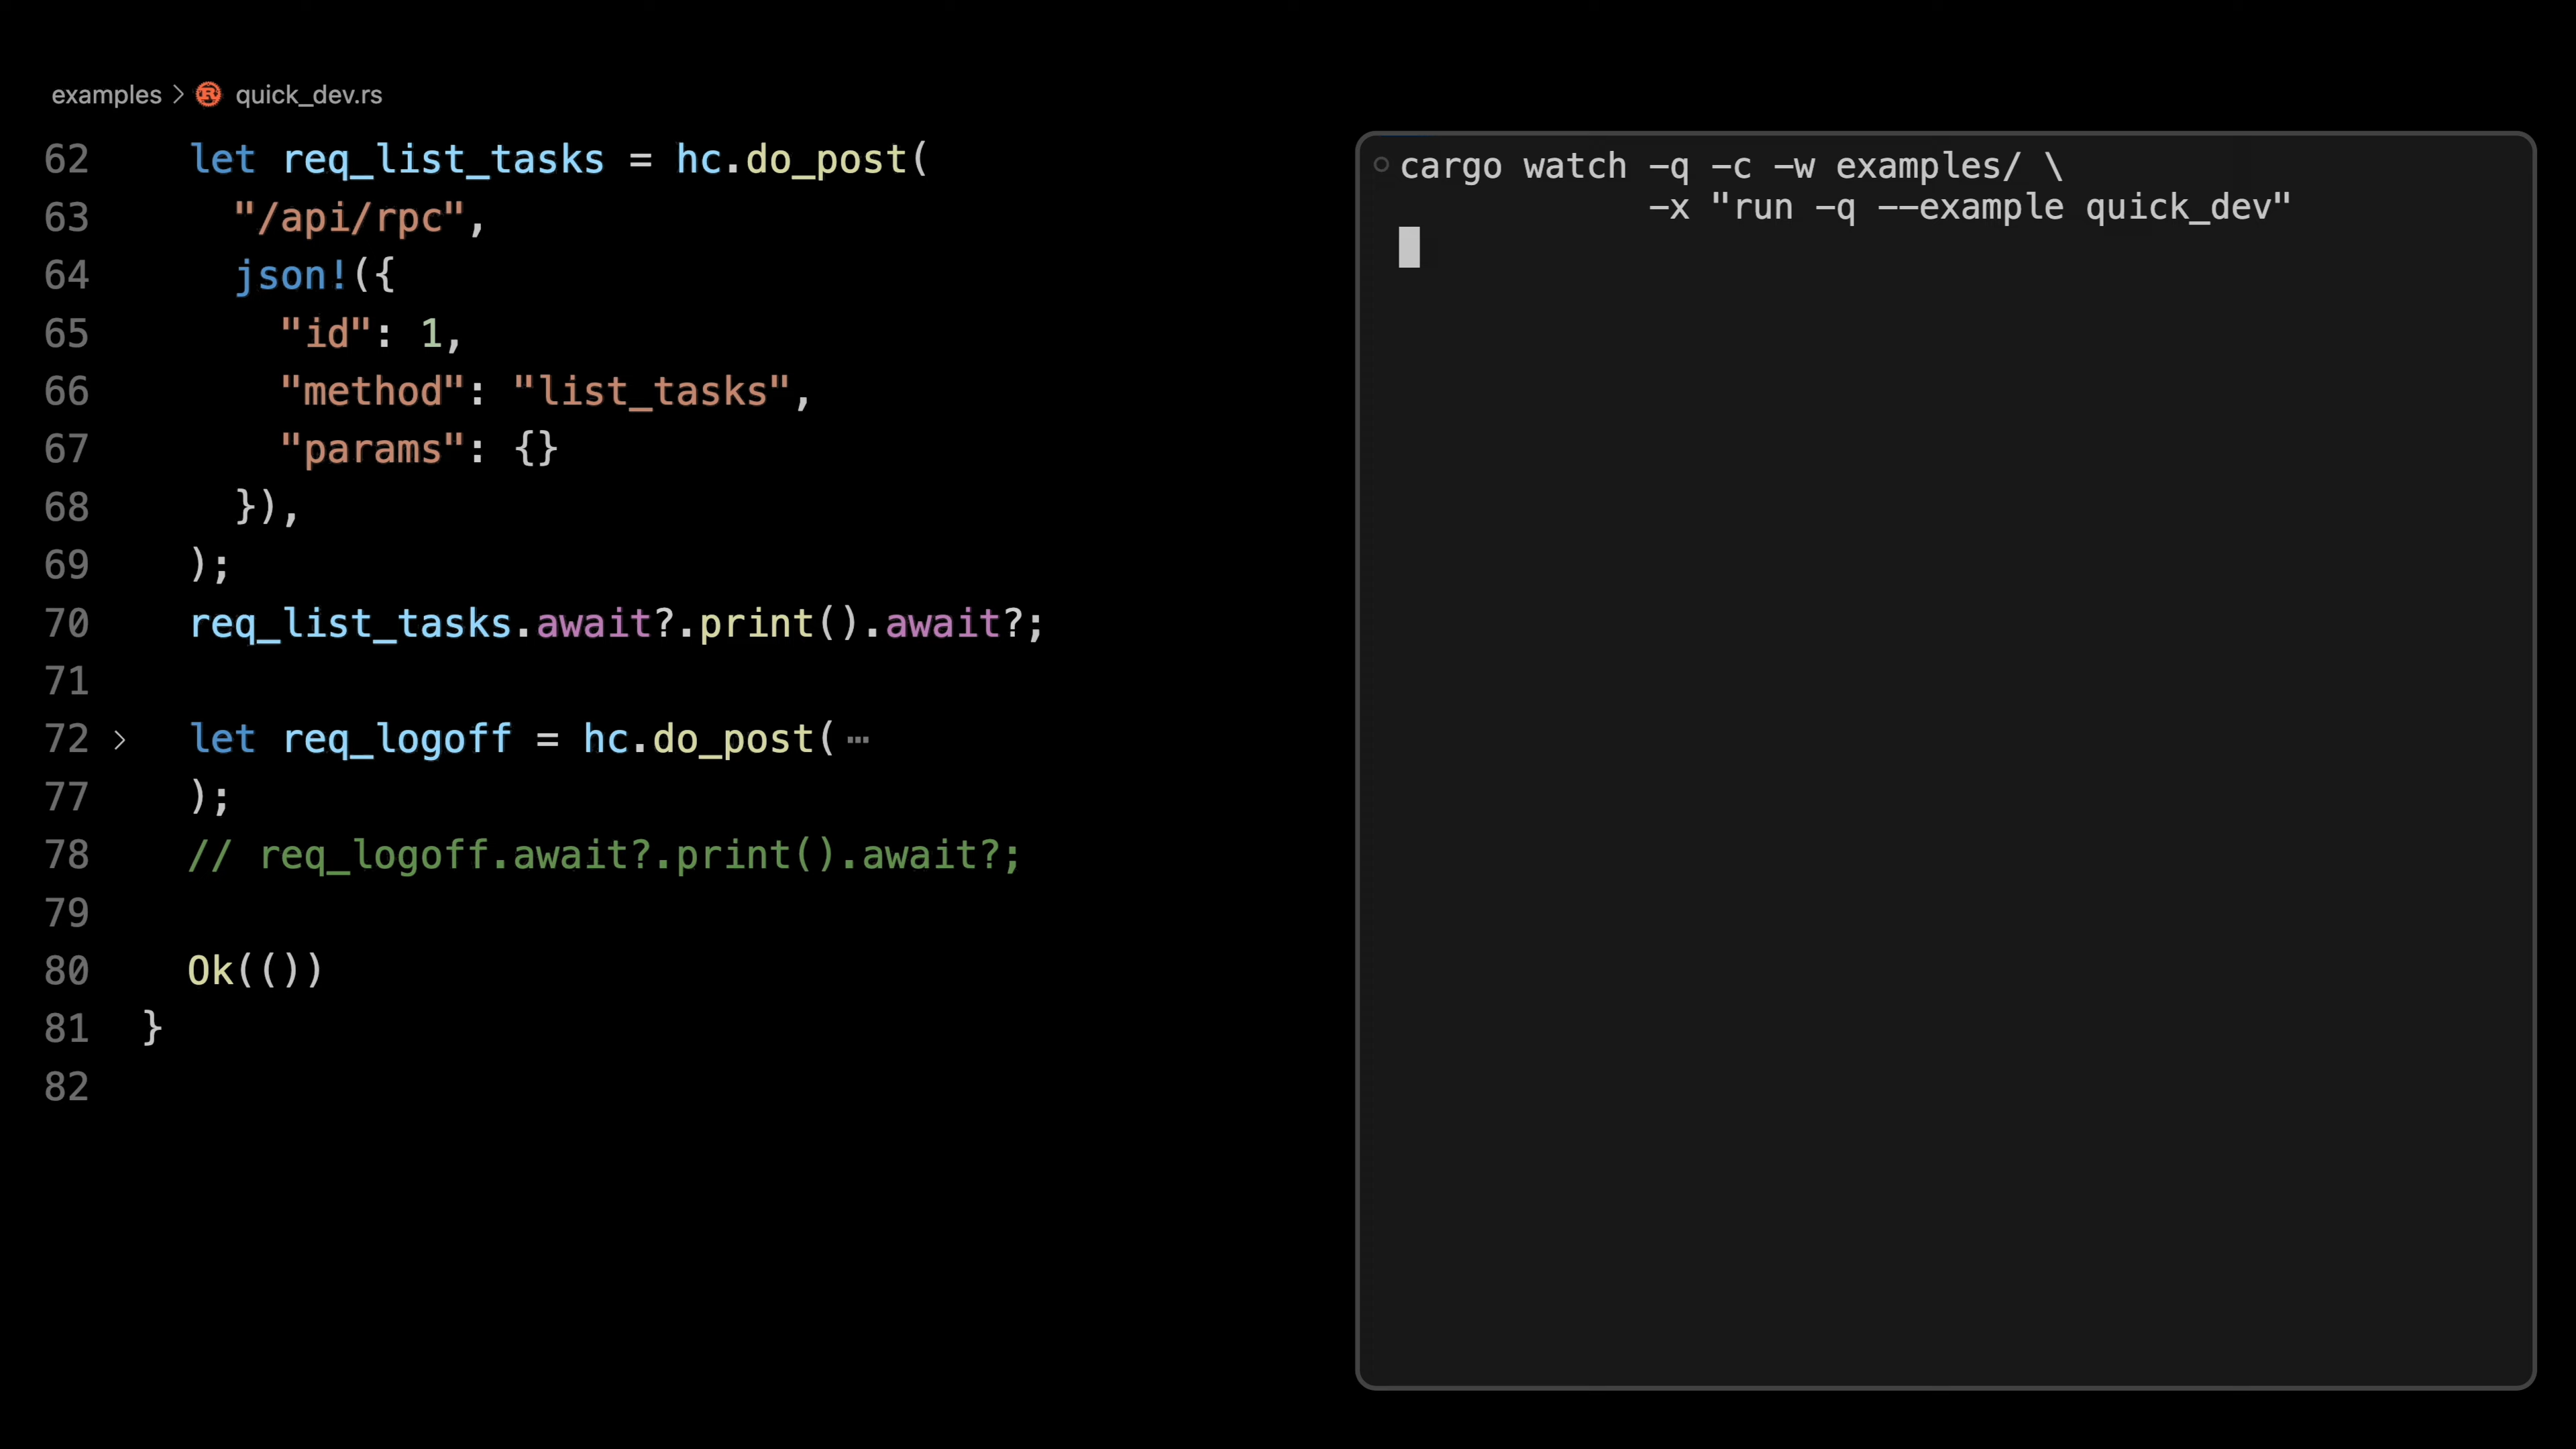 examples > quick_dev.rs
62 let req_list_tasks = hc.do_post(
63 "/api/rpc",
64 json!({
65 "id": 1,
66 "method": "list_tasks",
67 "params": {}
68 }),
69 );
70 req_list_tasks.await?.print().await?;
71
72 > let req_logoff = hc.do_post( ⋯
77 );
78 // req_logoff.await?.print().await?;
79
80 Ok(())
81 }
82
cargo watch -q -c -w examples/ \
-x "run -q --example quick_dev"